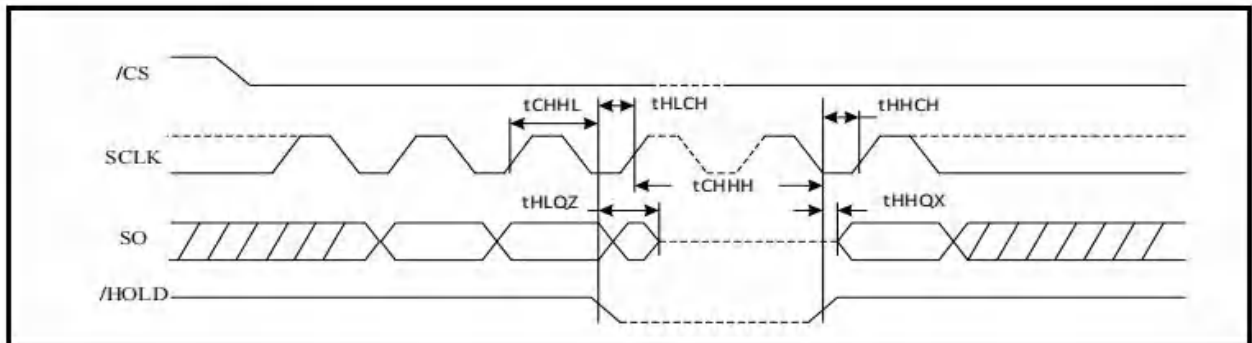 /CS
tCHHL tHLCH tHHCH
SCLK
tCHHH
tHLQZ tHHQX
SO
/HOLD